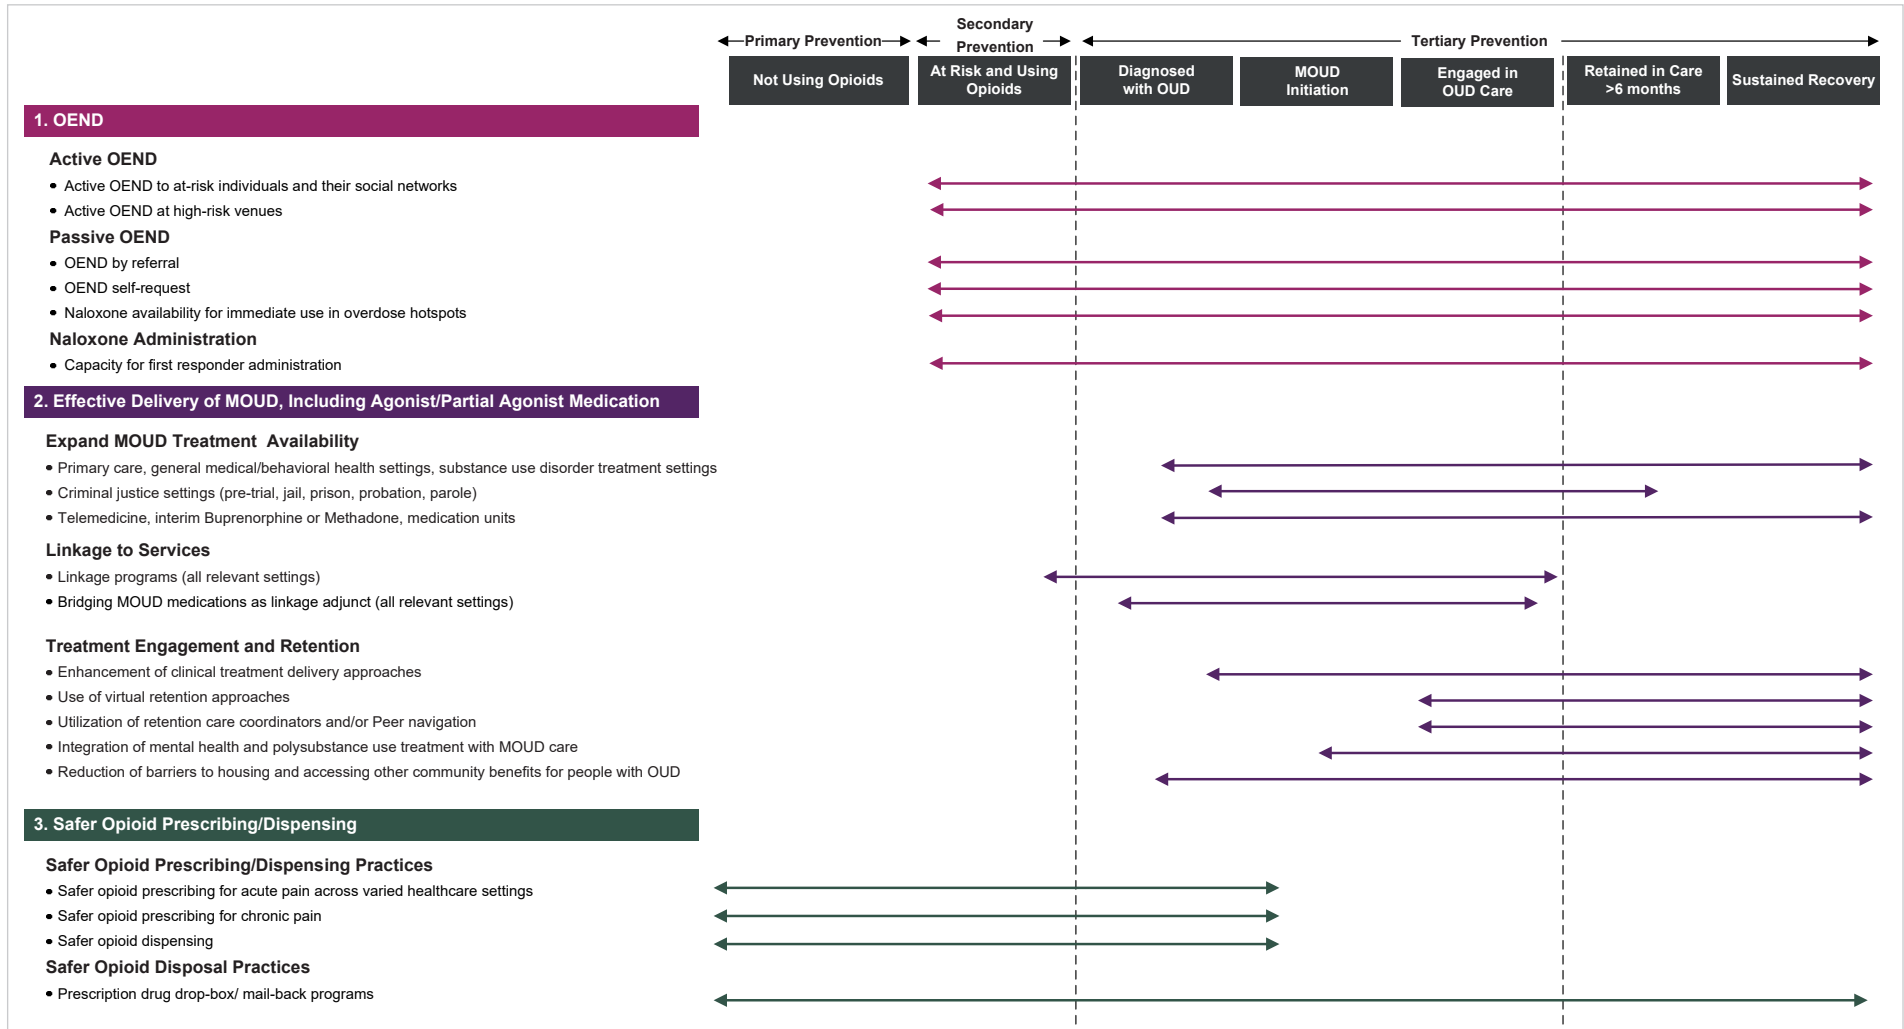 Primary Prevention
Secondary
Prevention
Tertiary Prevention
Not Using Opioids
At Risk and Using
Opioids
Diagnosed
with OUD
MOUD
Initiation
Engaged in
OUD Care
Retained in Care
>6 months
Sustained Recovery
1. OEND
Active OEND
• Active OEND to at-risk individuals and their social networks
• Active OEND at high-risk venues
Passive OEND
• OEND by referral
• OEND self-request
• Naloxone availability for immediate use in overdose hotspots
Naloxone Administration
• Capacity for first responder administration
2. Effective Delivery of MOUD, Including Agonist/Partial Agonist Medication
Expand MOUD Treatment Availability
• Primary care, general medical/behavioral health settings, substance use disorder treatment settings
• Criminal justice settings (pre-trial, jail, prison, probation, parole)
• Telemedicine, interim Buprenorphine or Methadone, medication units
Linkage to Services
• Linkage programs (all relevant settings)
• Bridging MOUD medications as linkage adjunct (all relevant settings)
Treatment Engagement and Retention
• Enhancement of clinical treatment delivery approaches
• Use of virtual retention approaches
• Utilization of retention care coordinators and/or Peer navigation
• Integration of mental health and polysubstance use treatment with MOUD care
• Reduction of barriers to housing and accessing other community benefits for people with OUD
3. Safer Opioid Prescribing/Dispensing
Safer Opioid Prescribing/Dispensing Practices
• Safer opioid prescribing for acute pain across varied healthcare settings
• Safer opioid prescribing for chronic pain
• Safer opioid dispensing
Safer Opioid Disposal Practices
• Prescription drug drop-box/ mail-back programs